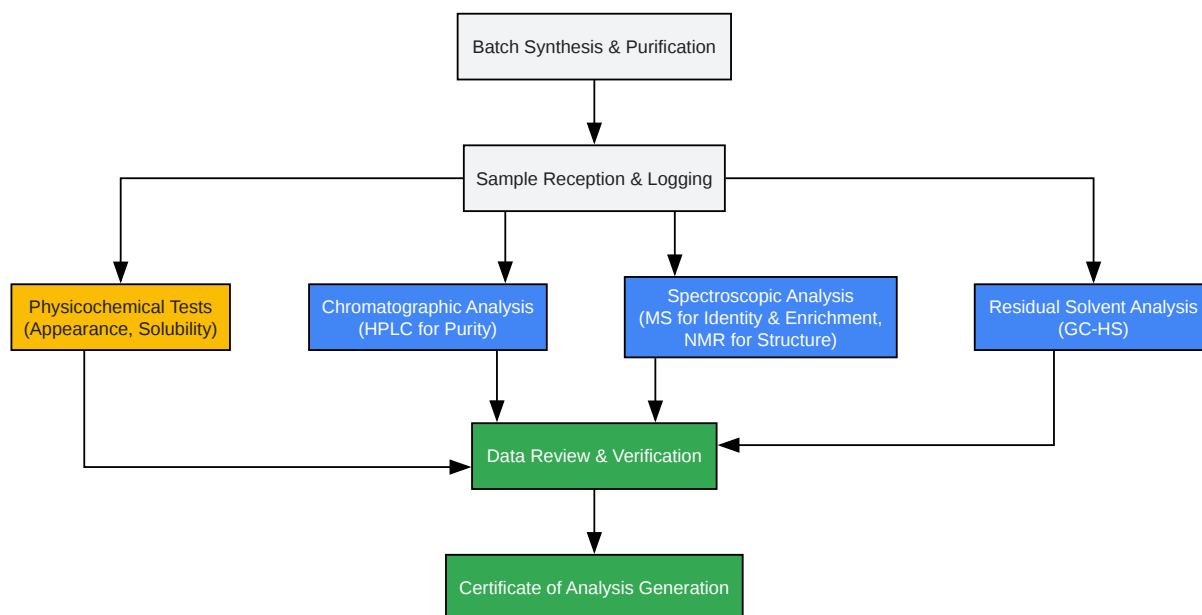 Batch Synthesis & Purification
Sample Reception & Logging
Physicochemical Tests
(Appearance, Solubility)
Chromatographic Analysis
(HPLC for Purity)
Spectroscopic Analysis
(MS for Identity & Enrichment,
NMR for Structure)
Residual Solvent Analysis
(GC-HS)
Data Review & Verification
Certificate of Analysis Generation